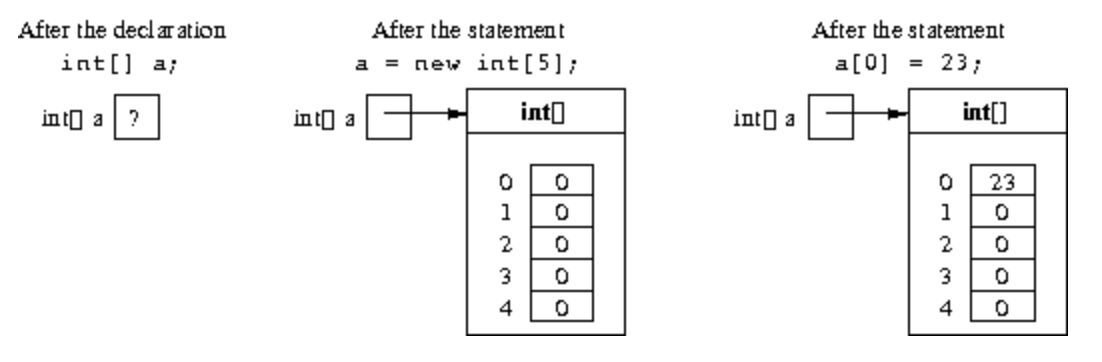 After the declaration
int[] a;
int[] a ?
After the statement
a = new int[5];
int[] a
int[]
0 0
1 0
2 0
3 0
4 0
After the statement
a[0] = 23;
int[] a
int[]
0 23
1 0
2 0
3 0
4 0